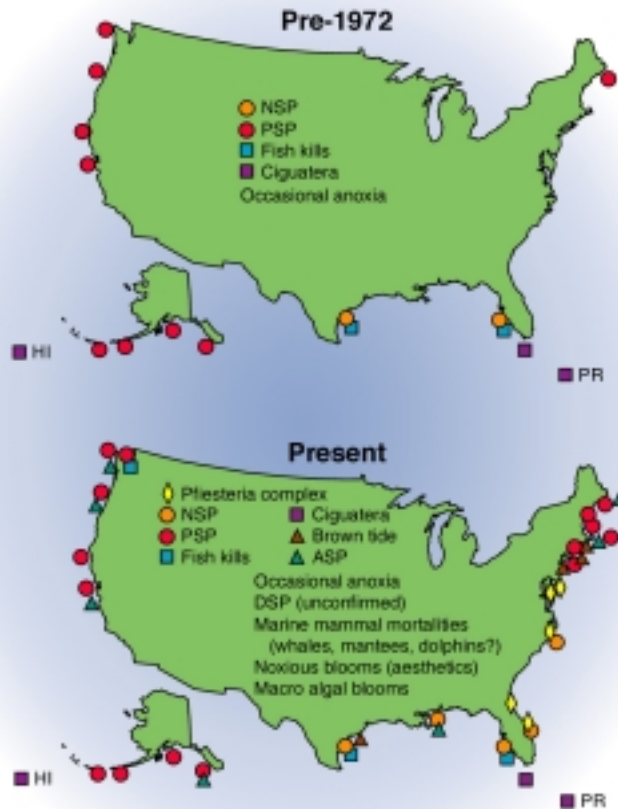 Pre-1972
NSP
PSP
Fish kills
Ciguatera
Occasional anoxia
HI
PR
Present
Pfiesteria complex
NSP
Ciguatera
PSP
Brown tide
Fish kills
ASP
Occasional anoxia
DSP (unconfirmed)
Marine mammal mortalities
(whales, mantees, dolphins?)
Noxious blooms (aesthetics)
Macro algal blooms
HI
PR